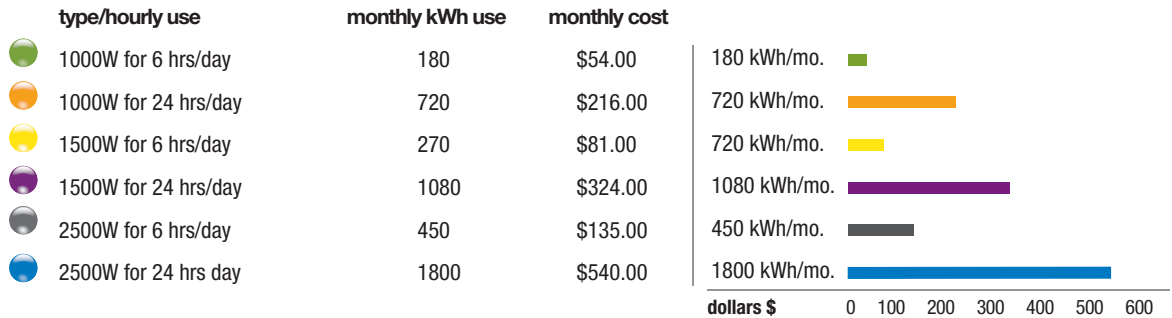 type/hourly use monthly kWh use monthly cost
1000W for 6 hrs/day 180 $54.00 180 kWh/mo.
1000W for 24 hrs/day 720 $216.00 720 kWh/mo.
1500W for 6 hrs/day 270 $81.00 720 kWh/mo.
1500W for 24 hrs/day 1080 $324.00 1080 kWh/mo.
2500W for 6 hrs/day 450 $135.00 450 kWh/mo.
2500W for 24 hrs day 1800 $540.00 1800 kWh/mo.
dollars $ 0 100 200 300 400 500 600